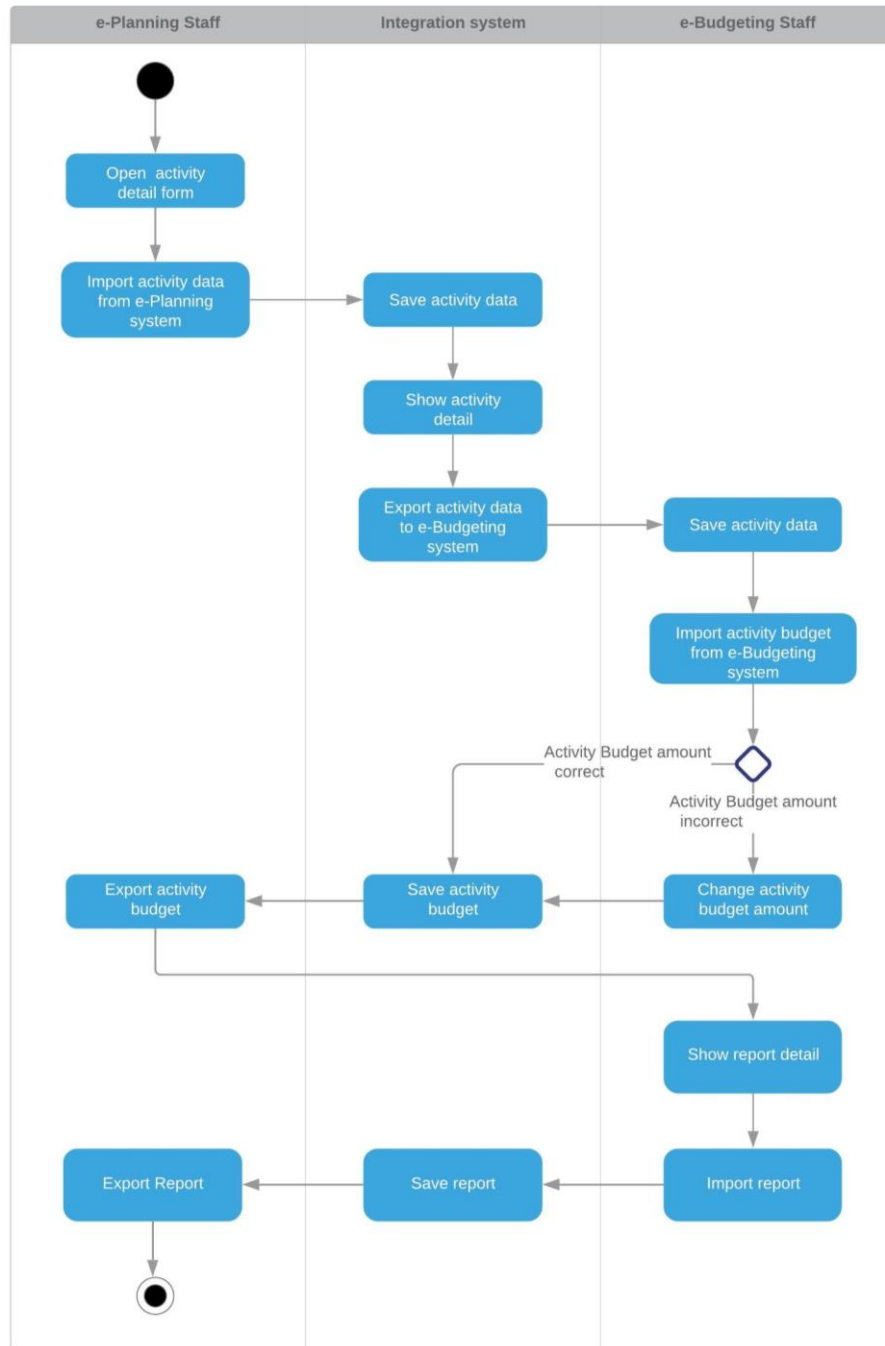 e-Planning Staff
Integration system
e-Budgeting Staff
Open activity
detail form
Import activity data
from e-Planning
system
Save activity data
Show activity
detail
Export activity data
to e-Budgeting
system
Save activity data
Import activity budget
from e-Budgeting
system
Activity Budget amount
correct
Activity Budget amount
incorrect
Export activity
budget
Save activity
budget
Change activity
budget amount
Show report detail
Export Report
Save report
Import report